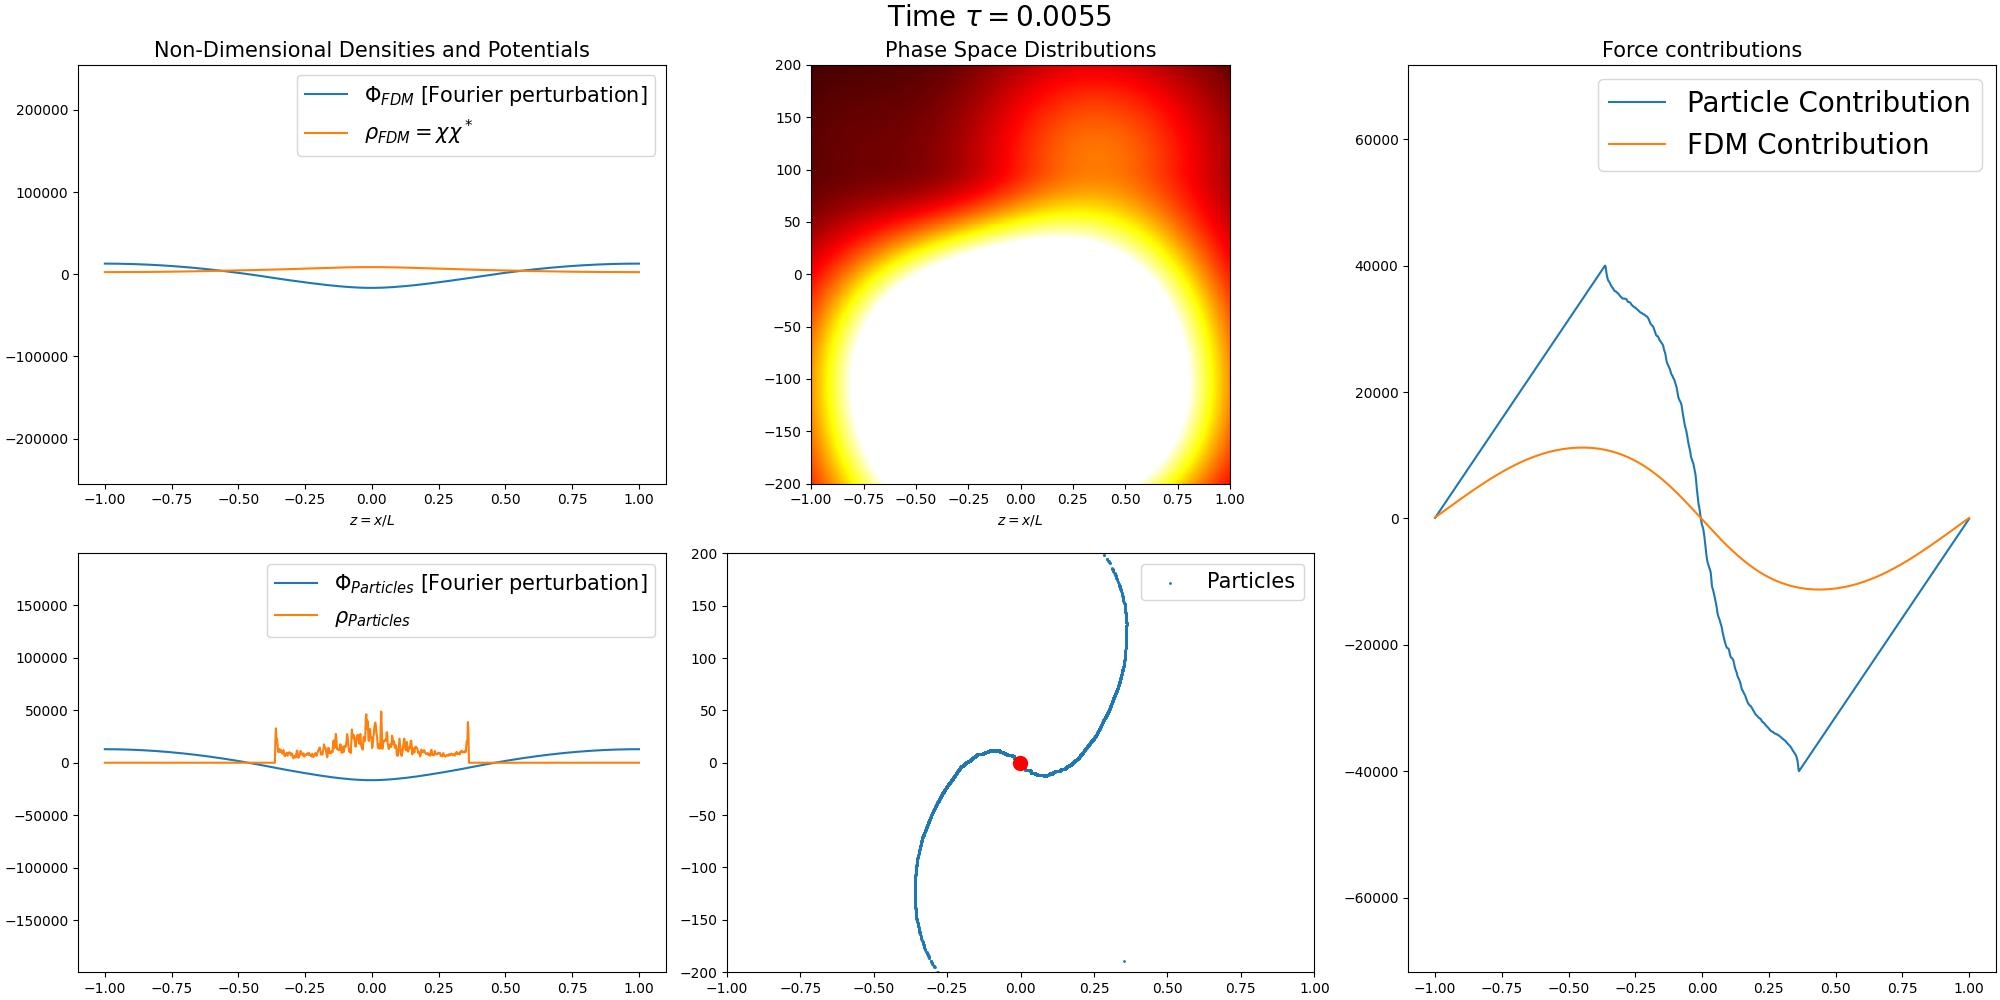 Time τ = 0.0055
Non-Dimensional Densities and Potentials
Φ_FDM [Fourier perturbation]
ρ_FDM = χχ*
200000
100000
0
−100000
−200000
−1.00 −0.75 −0.50 −0.25 0.00 0.25 0.50 0.75 1.00
z = x/L
Phase Space Distributions
200
150
100
50
0
−50
−100
−150
−200
−1.00 −0.75 −0.50 −0.25 0.00 0.25 0.50 0.75 1.00
z = x/L
Force contributions
Particle Contribution
FDM Contribution
60000
40000
20000
0
−20000
−40000
−60000
−1.00 −0.75 −0.50 −0.25 0.00 0.25 0.50 0.75 1.00
Φ_Particles [Fourier perturbation]
ρ_Particles
150000
100000
50000
0
−50000
−100000
−150000
−1.00 −0.75 −0.50 −0.25 0.00 0.25 0.50 0.75 1.00
Particles
200
150
100
50
0
−50
−100
−150
−200
−1.00 −0.75 −0.50 −0.25 0.00 0.25 0.50 0.75 1.00